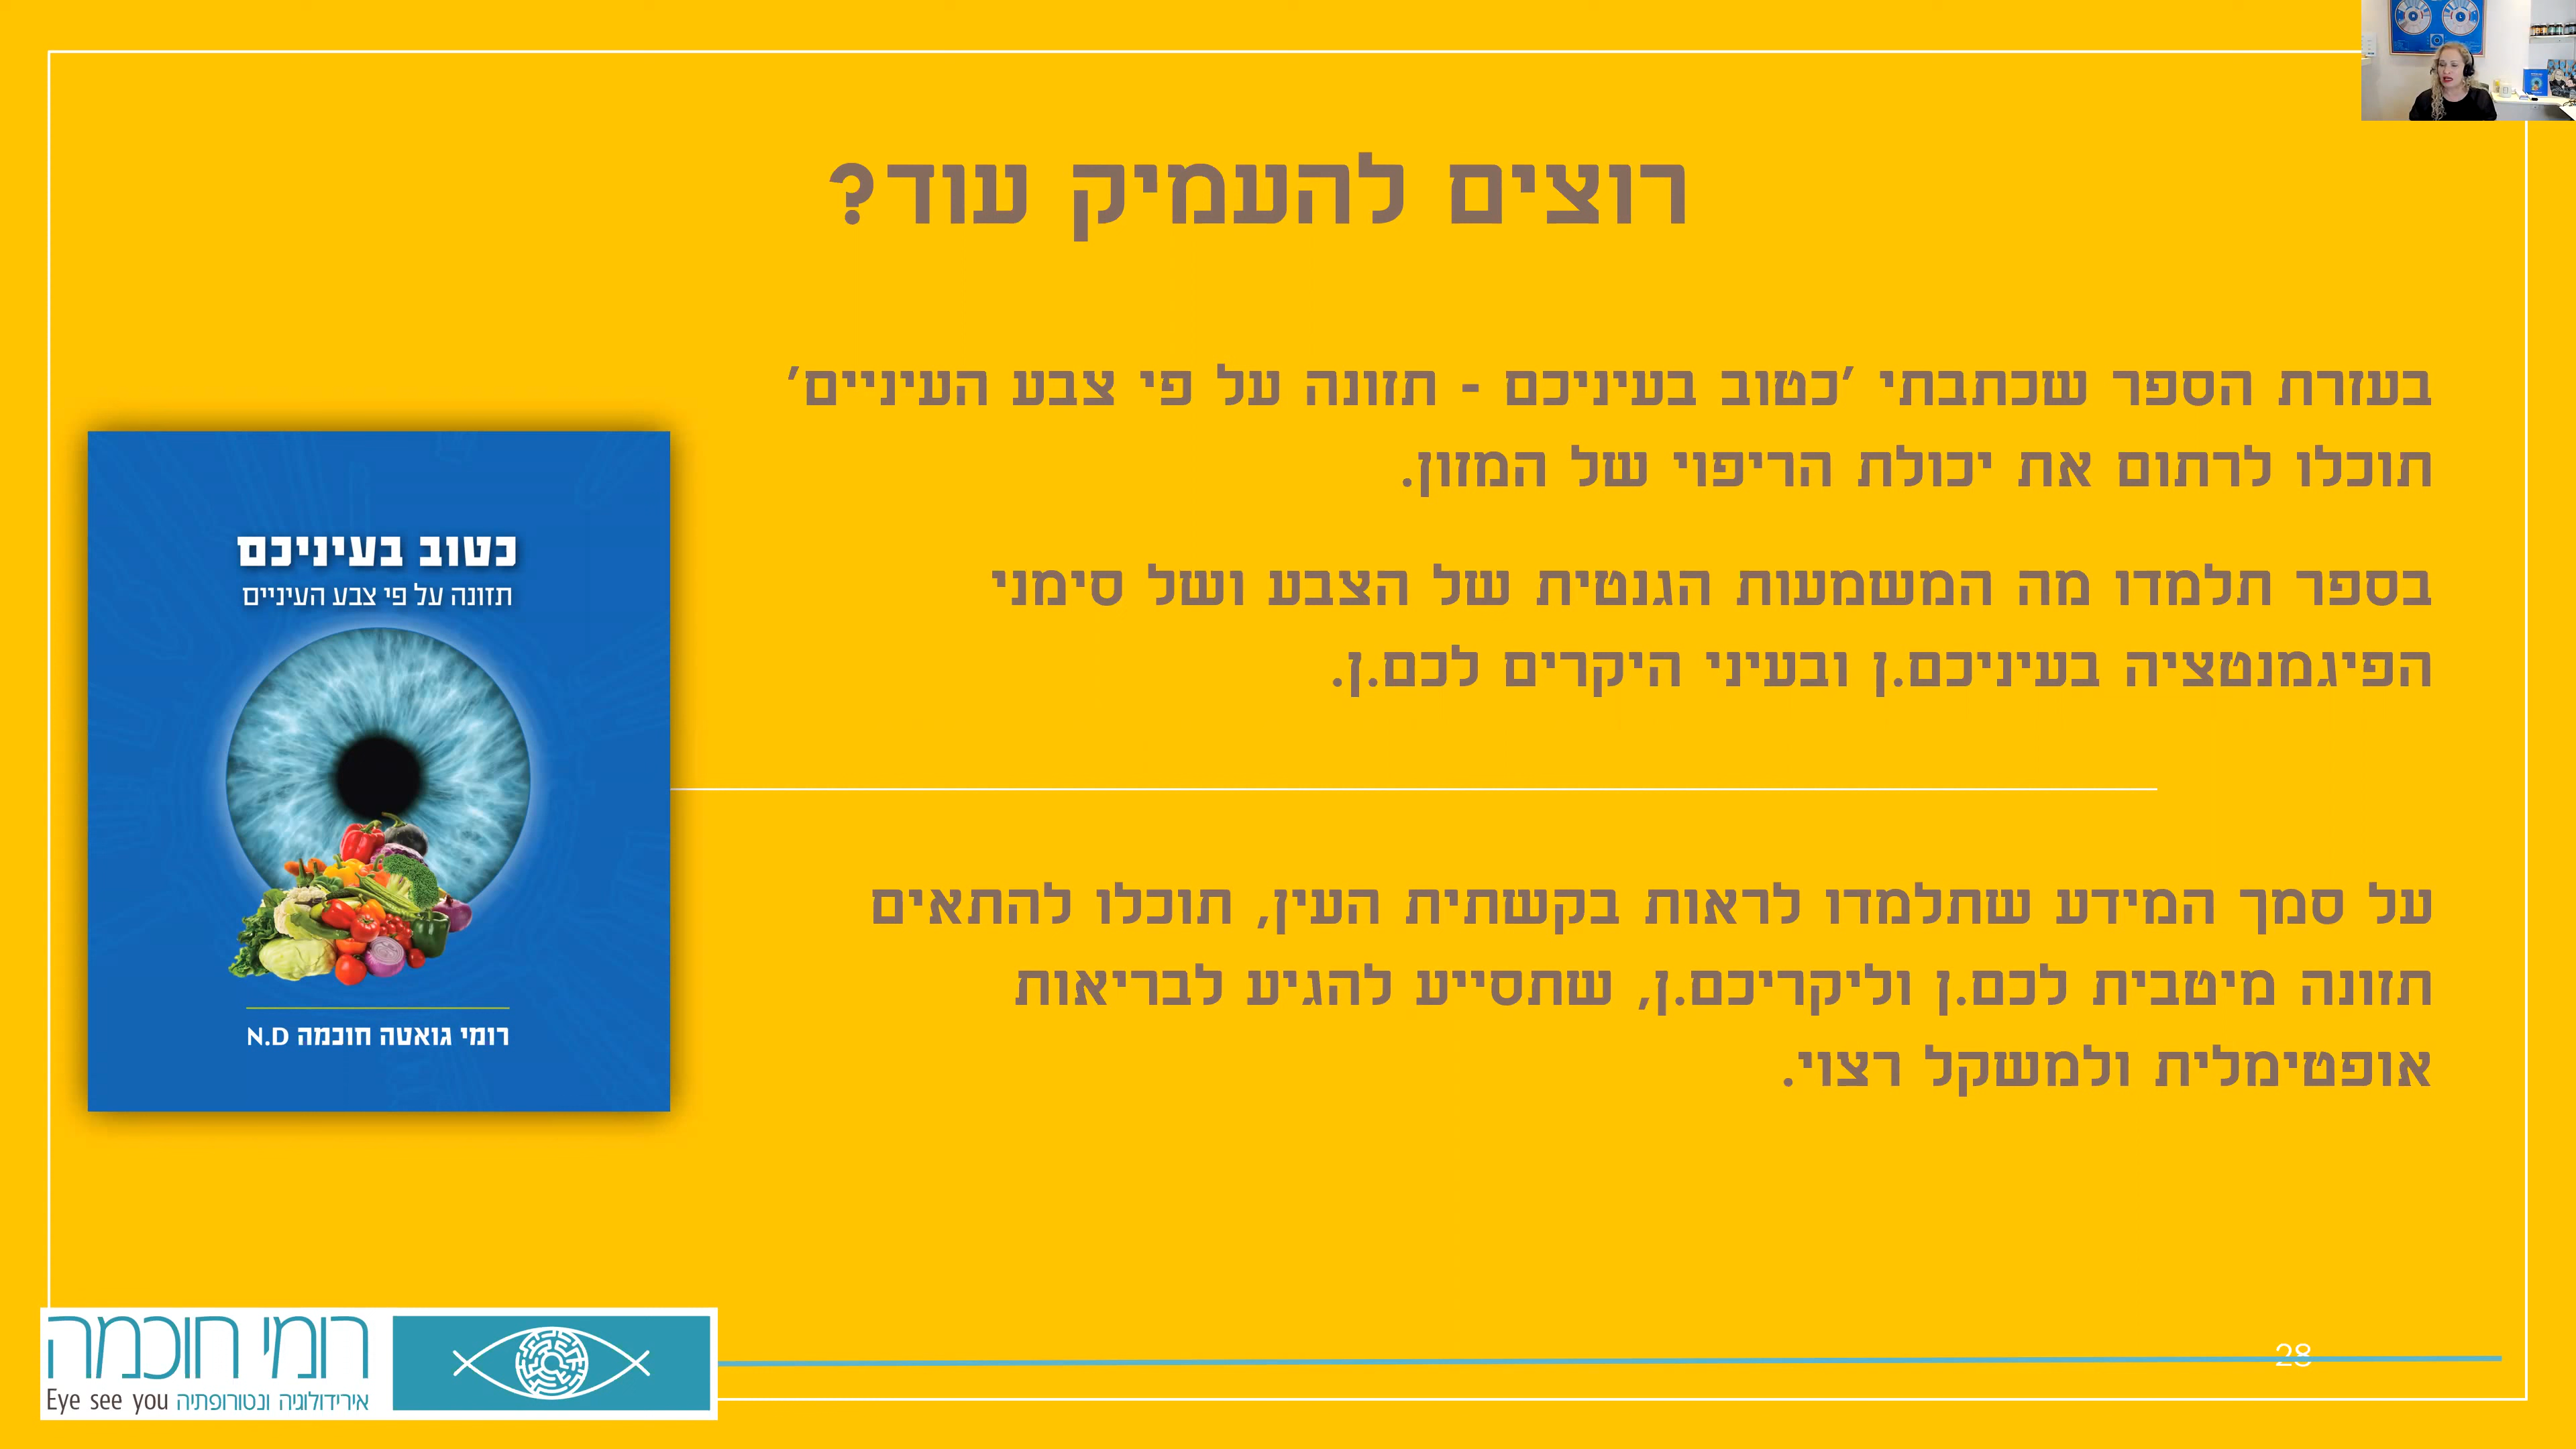 רוצים להעמיק עוד?
בעזרת הספר שכתבתי 'כטוב בעיניכם - תזונה על פי צבע העיניים'
תוכלו לרתום את יכולת הריפוי של המזון.
בספר תלמדו מה המשמעות הגנטית של הצבע ושל סימני
הפיגמנטציה בעיניכם.ן ובעיני היקרים לכם.ן.
על סמך המידע שתלמדו לראות בקשתית העין, תוכלו להתאים
תזונה מיטבית לכם.ן וליקריכם.ן, שתסייע להגיע לבריאות
אופטימלית ולמשקל רצוי.
כטוב בעיניכם
תזונה על פי צבע העיניים
רומי גואטה חוכמה N.D
רומי חוכמה
אירידולוגיה ונטורופתיה Eye see you
28